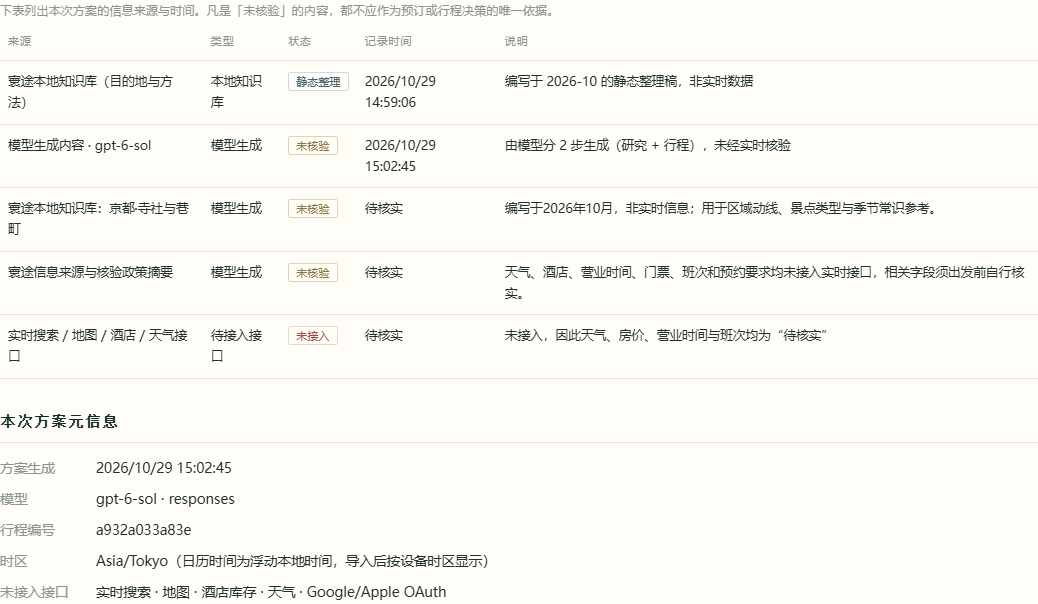 下表列出本次方案的信息来源与时间。凡是「未核验」的内容，都不应作为预订或行程决策的唯一依据。
来源 类型 状态 记录时间 说明
寰途本地知识库（目的地与方法） 本地知识库 静态整理 2026/10/29 14:59:06 编写于 2026-10 的静态整理稿，非实时数据
模型生成内容 · gpt-6-sol 模型生成 未核验 2026/10/29 15:02:45 由模型分 2 步生成（研究 + 行程），未经实时核验
寰途本地知识库：京都·寺社与巷町 模型生成 未核验 待核实 编写于2026年10月，非实时信息；用于区域动线、景点类型与季节常识参考。
寰途信息来源与核验政策摘要 模型生成 未核验 待核实 天气、酒店、营业时间、门票、班次和预约要求均未接入实时接口，相关字段须出发前自行核实。
实时搜索 / 地图 / 酒店 / 天气接口 待接入接口 未接入 待核实 未接入，因此天气、房价、营业时间与班次均为“待核实”
本次方案元信息
方案生成 2026/10/29 15:02:45
模型 gpt-6-sol · responses
行程编号 a932a033a83e
时区 Asia/Tokyo（日历时间为浮动本地时间，导入后按设备时区显示）
未接入接口 实时搜索 · 地图 · 酒店库存 · 天气 · Google/Apple OAuth